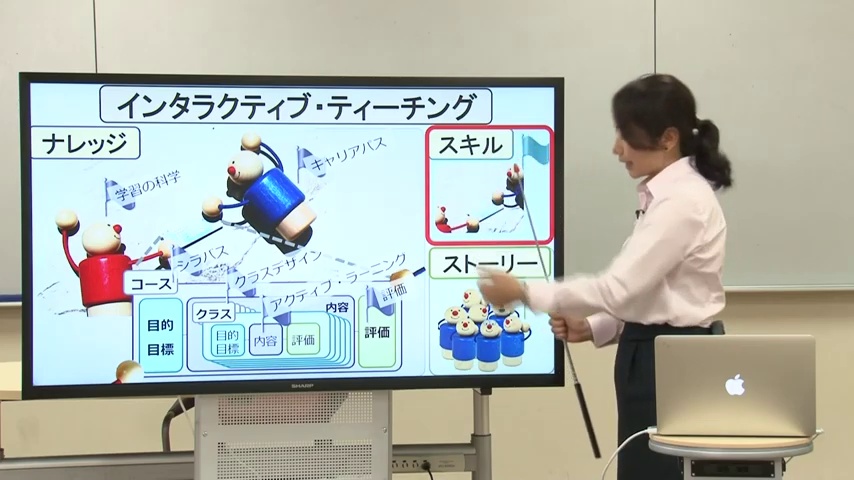 インタラクティブ・ティーチング
ナレッジ
スキル
学習の科学
キャリアパス
シラバス
クラスデザイン
アクティブ・ラーニング
評価
ストーリー
コース
目的
目標
クラス
目的
目標
内容
評価
内容
評価
SHARP